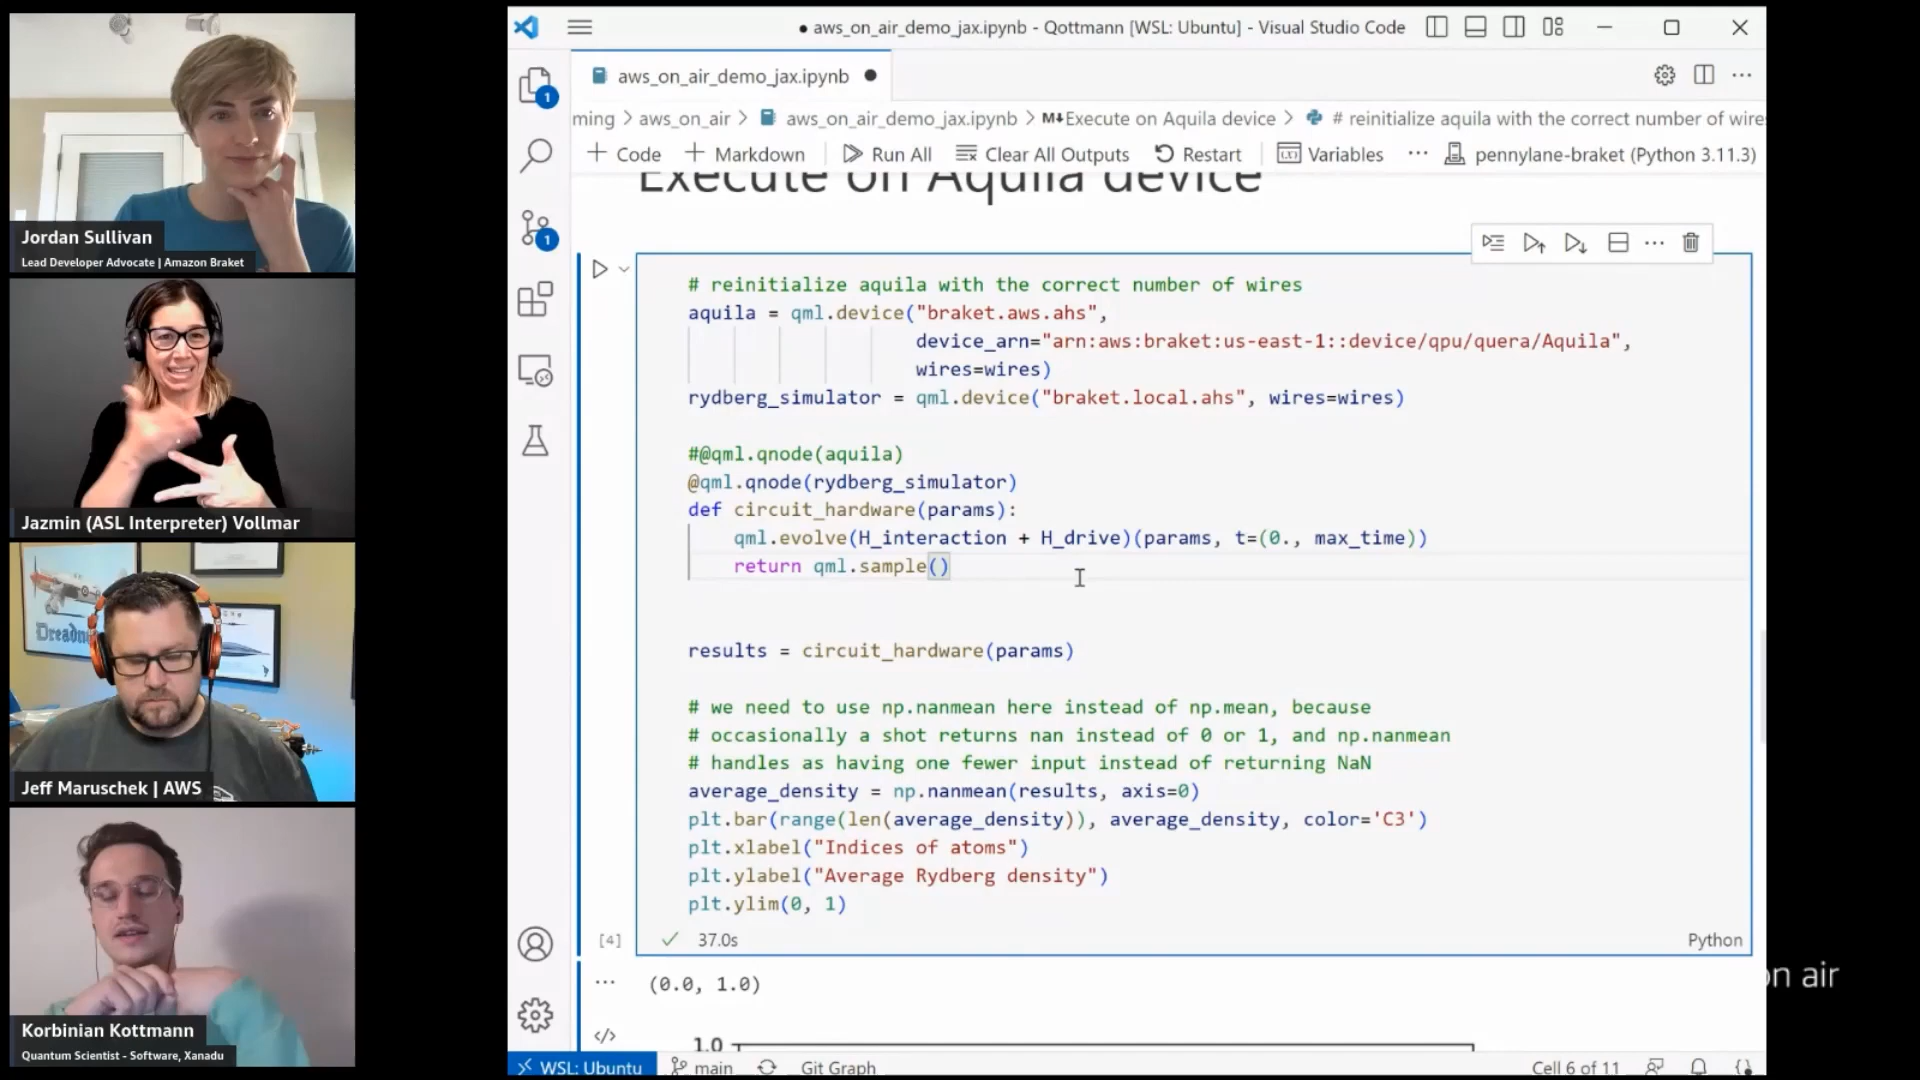 Jordan Sullivan
Lead Developer Advocate | Amazon Braket
Jazmin (ASL Interpreter) Vollmar
Dreadn
Jeff Maruschek | AWS
Korbinian Kottmann
Quantum Scientist - Software, Xanadu
● aws_on_air_demo_jax.ipynb - Qottmann [WSL: Ubuntu] - Visual Studio Code
aws_on_air_demo_jax.ipynb ●
ming > aws_on_air > aws_on_air_demo_jax.ipynb > M↓Execute on Aquila device > # reinitialize aquila with the correct number of wire
+ Code + Markdown Run All Clear All Outputs Restart Variables ... pennylane-braket (Python 3.11.3)
Execute on Aquila device
# reinitialize aquila with the correct number of wires
aquila = qml.device("braket.aws.ahs",
device_arn="arn:aws:braket:us-east-1::device/qpu/quera/Aquila",
wires=wires)
rydberg_simulator = qml.device("braket.local.ahs", wires=wires)
#@qml.qnode(aquila)
@qml.qnode(rydberg_simulator)
def circuit_hardware(params):
qml.evolve(H_interaction + H_drive)(params, t=(0., max_time))
return qml.sample()
results = circuit_hardware(params)
# we need to use np.nanmean here instead of np.mean, because
# occasionally a shot returns nan instead of 0 or 1, and np.nanmean
# handles as having one fewer input instead of returning NaN
average_density = np.nanmean(results, axis=0)
plt.bar(range(len(average_density)), average_density, color='C3')
plt.xlabel("Indices of atoms")
plt.ylabel("Average Rydberg density")
plt.ylim(0, 1)
[4] 37.0s Python
(0.0, 1.0)
1.0
1
1
on air
WSL: Ubuntu main Git Graph Cell 6 of 11